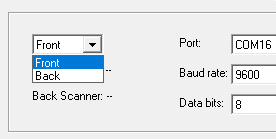 Front
Port:
COM16
Front
Back
--
Baud rate:
9600
Back Scanner: --
Data bits:
8